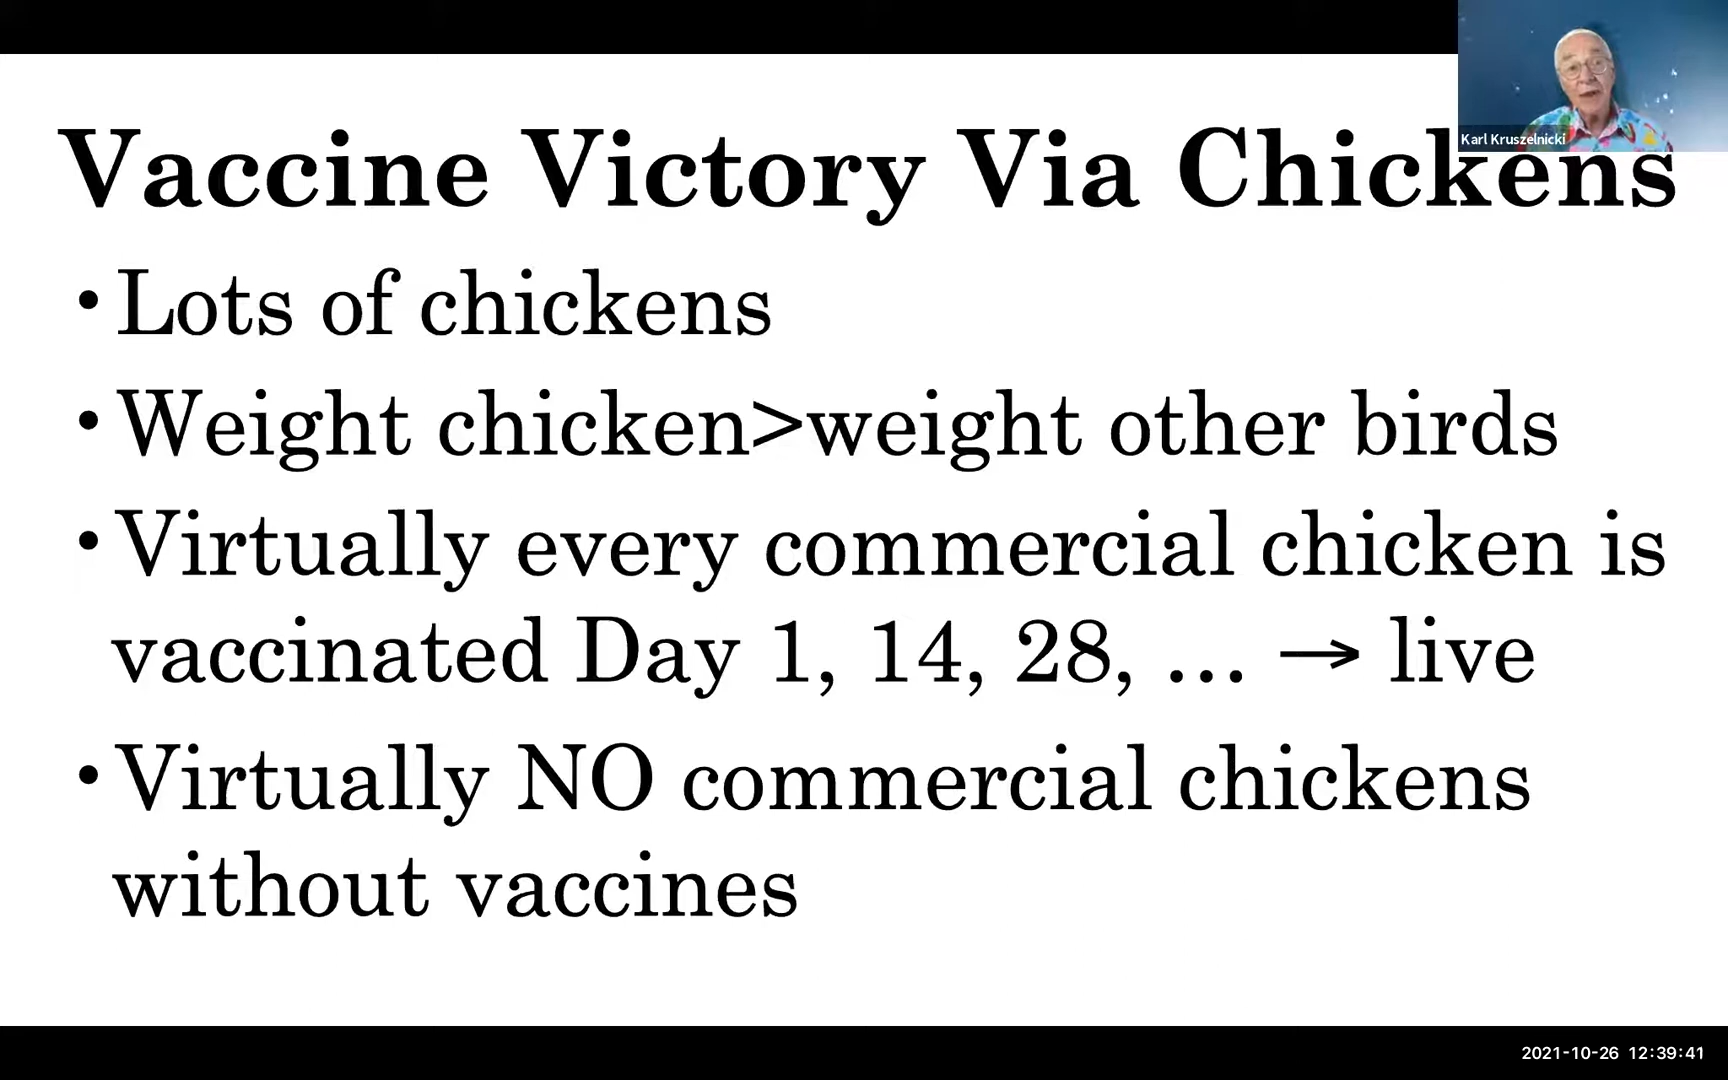 Karl Kruszelnicki
Vaccine Victory Via Chickens
• Lots of chickens
• Weight chicken>weight other birds
• Virtually every commercial chicken is
vaccinated Day 1, 14, 28, … → live
• Virtually NO commercial chickens
without vaccines
2021-10-26 12:39:41